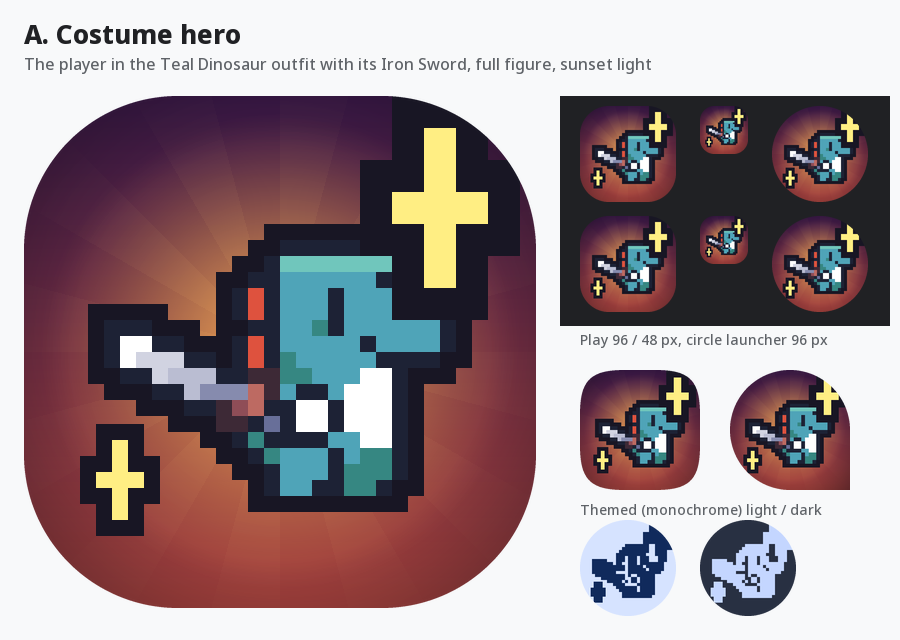 A. Costume hero
The player in the Teal Dinosaur outfit with its Iron Sword, full figure, sunset light
Play 96 / 48 px, circle launcher 96 px
Themed (monochrome) light / dark